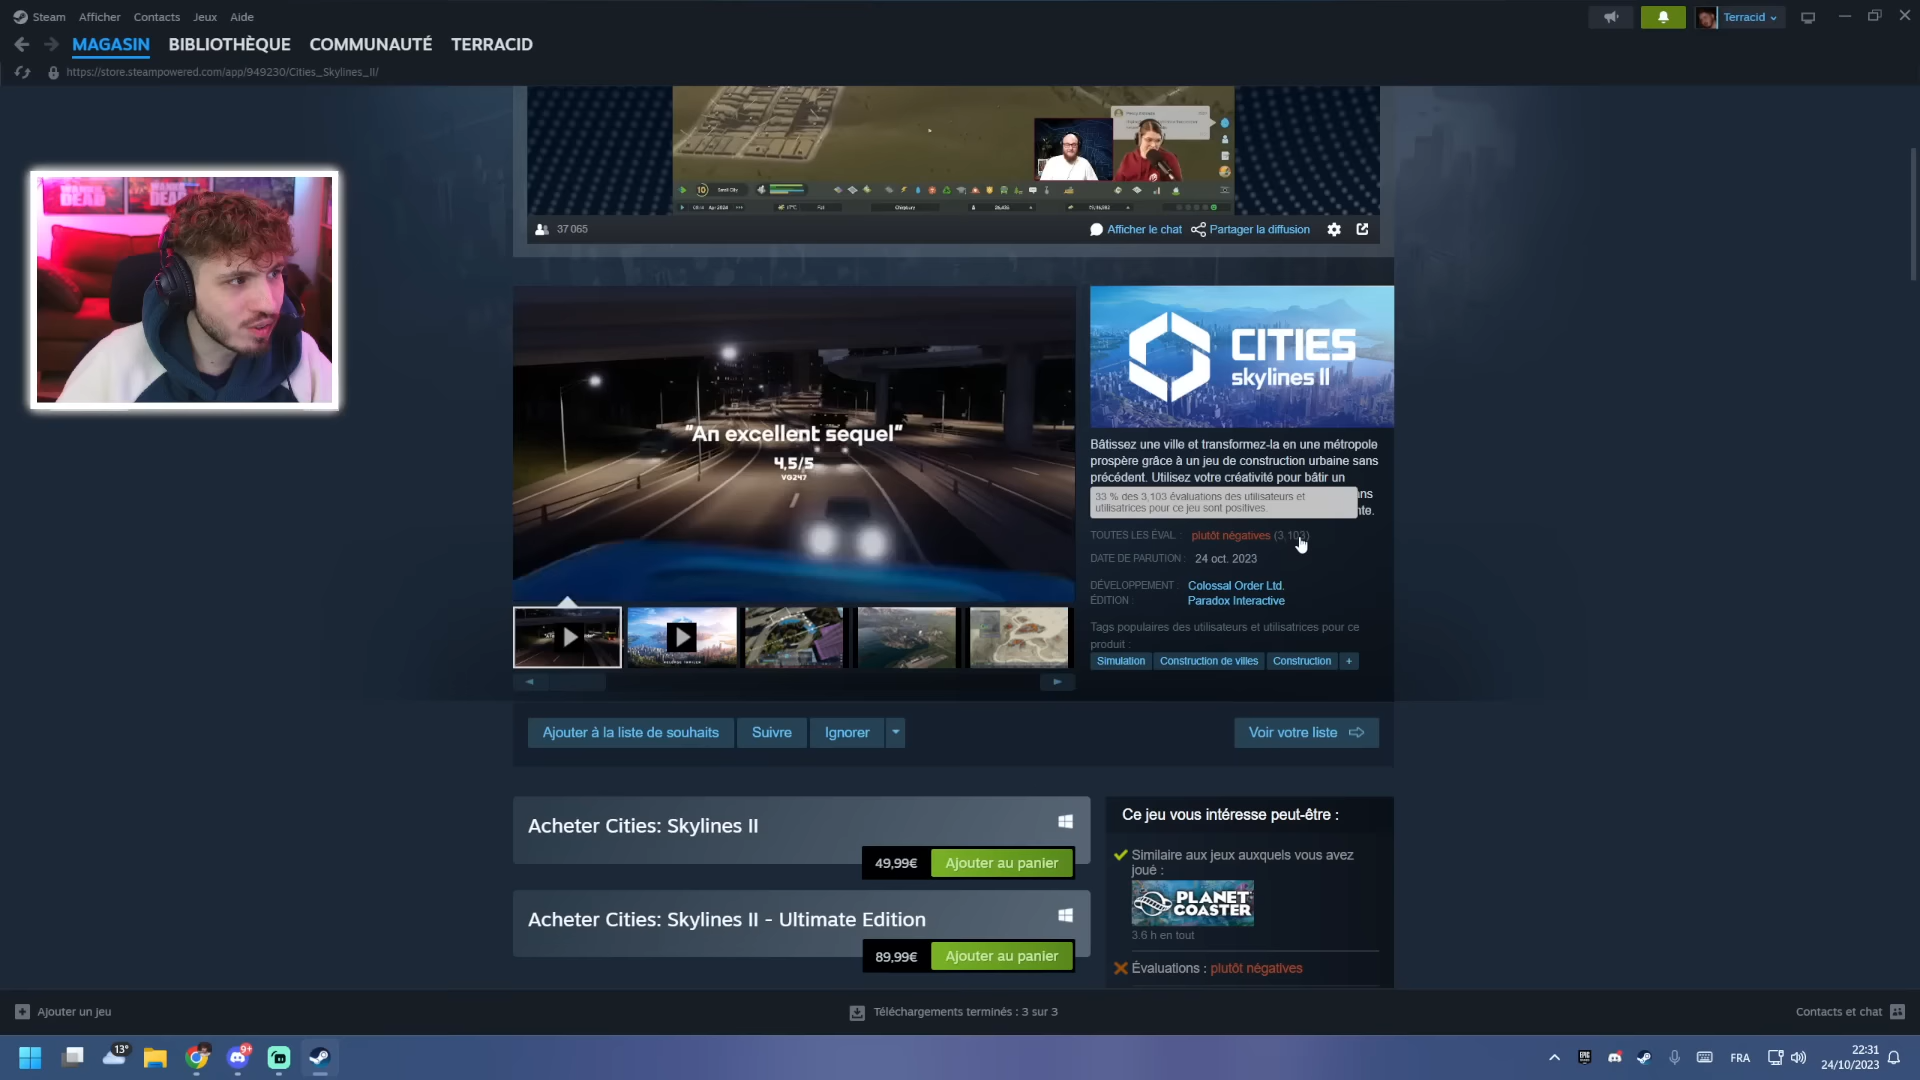 Steam Afficher Contacts Jeux Aide
Terracid
MAGASIN BIBLIOTHÈQUE COMMUNAUTÉ TERRACID
https://store.steampowered.com/app/949230/Cities_Skylines_II/
37 065
Afficher le chat Partager la diffusion
"An excellent sequel"
4,5/5
VG247
CITIES
skylines II
Bâtissez une ville et transformez-la en une métropole
prospère grâce à un jeu de construction urbaine sans
précédent. Utilisez votre créativité pour bâtir un
33 % des 3,103 évaluations des utilisateurs et
utilisatrices pour ce jeu sont positives.
TOUTES LES ÉVAL. : plutôt négatives (3,103)
DATE DE PARUTION : 24 oct. 2023
DÉVELOPPEMENT Colossal Order Ltd.
ÉDITION : Paradox Interactive
Tags populaires des utilisateurs et utilisatrices pour ce
produit :
Simulation Construction de villes Construction +
Ajouter à la liste de souhaits Suivre Ignorer Voir votre liste
Acheter Cities: Skylines II
49,99€ Ajouter au panier
Acheter Cities: Skylines II - Ultimate Edition
89,99€ Ajouter au panier
Ce jeu vous intéresse peut-être :
Similaire aux jeux auxquels vous avez
joué :
PLANET
COASTER
3.6 h en tout
Évaluations : plutôt négatives
Ajouter un jeu
Téléchargements terminés : 3 sur 3
Contacts et chat
13°
9+
FRA
22:31
24/10/2023